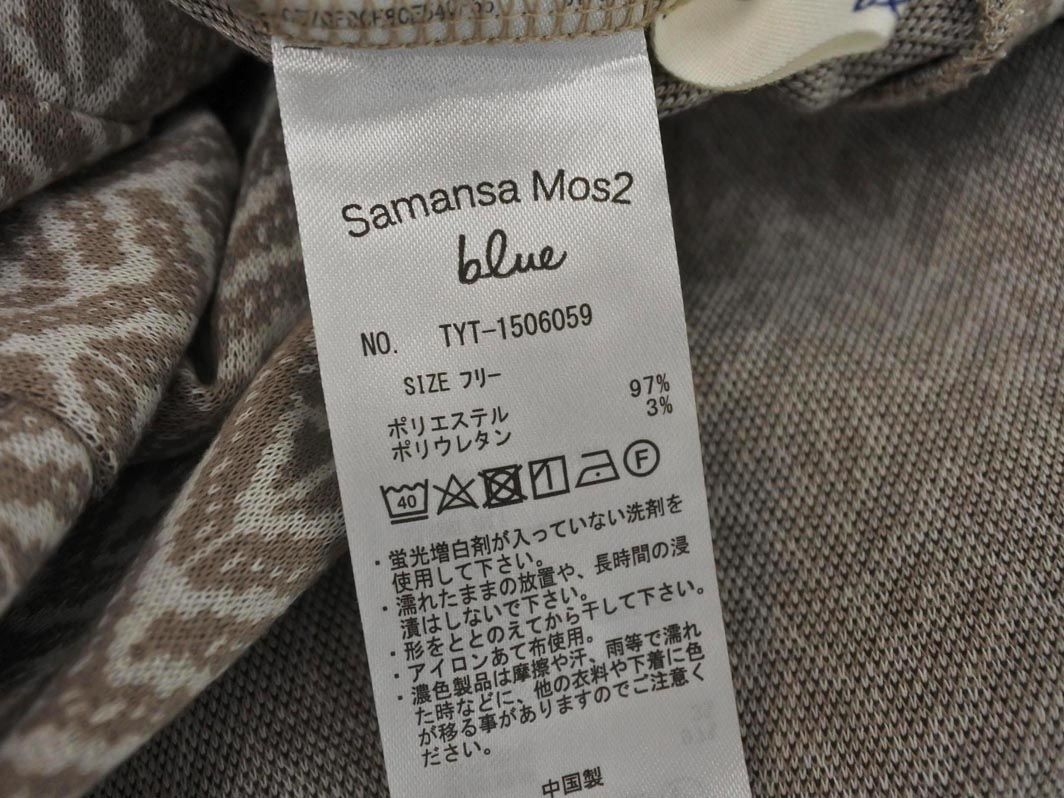 Samansa Mos2
blue
NO. TYT-1506059
SIZE フリー
ポリエステル 97%
ポリウレタン 3%
40
F
・蛍光増白剤が入っていない洗剤を
使用して下さい。
・濡れたままの放置や、長時間の浸
漬はしないで下さい。
・形をととのえてから干して下さい。
・アイロンあて布使用。
・濃色製品は摩擦や汗、雨等で濡れ
た時などに、他の衣料や下着に色
が移る事がありますのでご注意く
ださい。
中国製